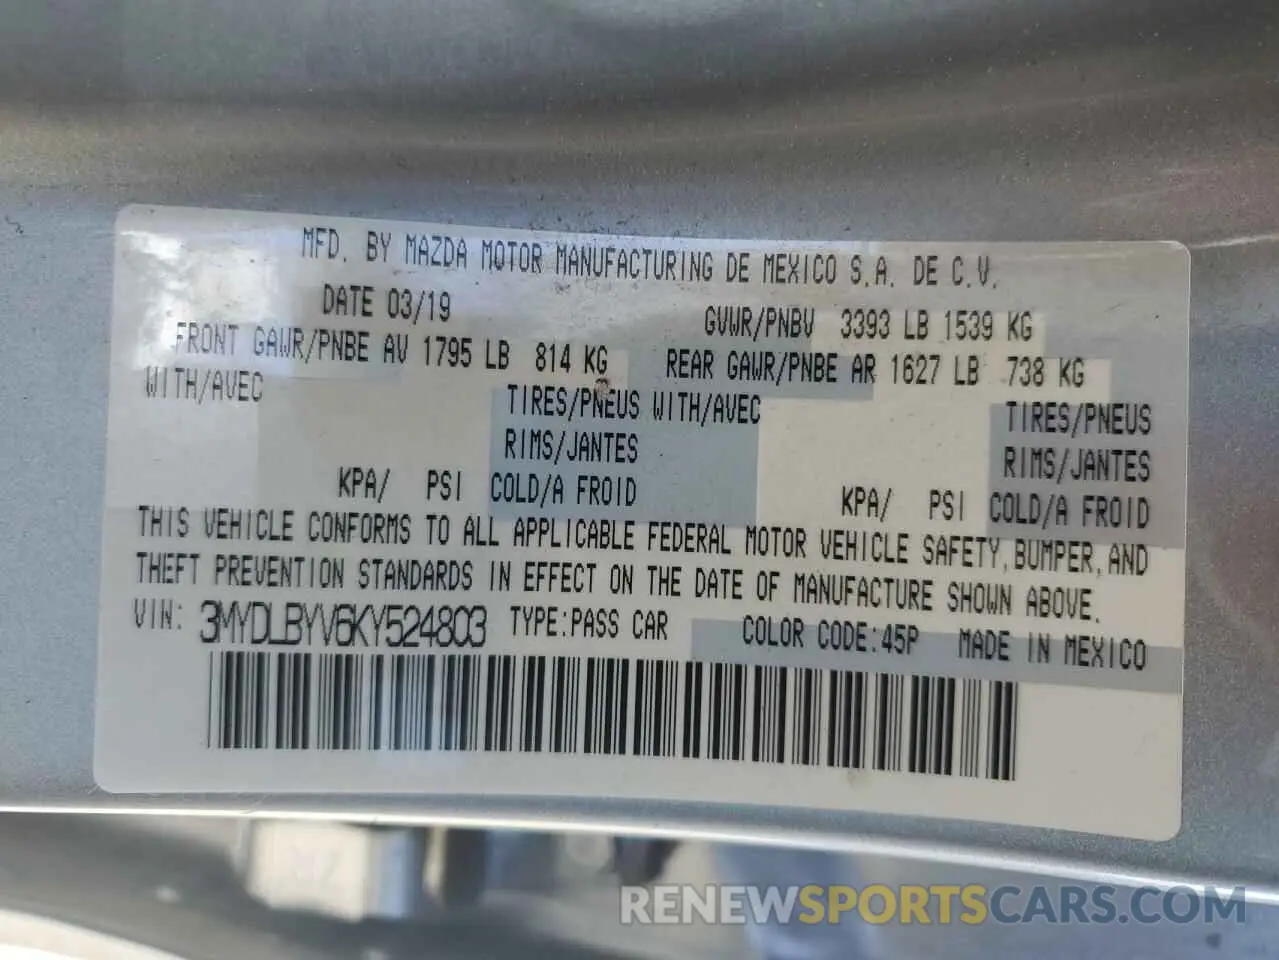 MFD. BY MAZDA MOTOR MANUFACTURING DE MEXICO S.A. DE C.V.
DATE 03/19 GVWR/PNBV 3393 LB 1539 KG
FRONT GAWR/PNBE AV 1795 LB 814 KG REAR GAWR/PNBE AR 1627 LB 738 KG
WITH/AVEC TIRES/PNEUS WITH/AVEC TIRES/PNEUS
RIMS/JANTES RIMS/JANTES
KPA/ PSI COLD/A FROID KPA/ PSI COLD/A FROID
THIS VEHICLE CONFORMS TO ALL APPLICABLE FEDERAL MOTOR VEHICLE SAFETY, BUMPER, AND
THEFT PREVENTION STANDARDS IN EFFECT ON THE DATE OF MANUFACTURE SHOWN ABOVE.
VIN: 3MYDLBYV6KY524803 TYPE:PASS CAR COLOR CODE:45P MADE IN MEXICO
RENEWSPORTSCARS.COM